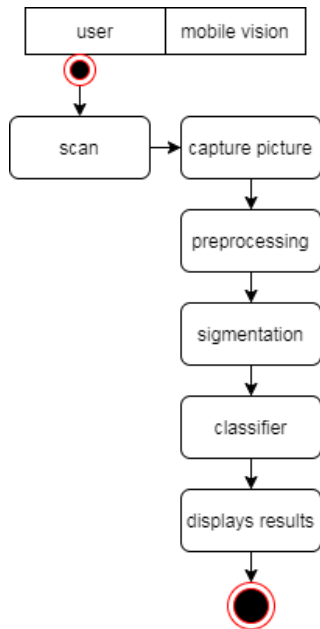 user
mobile vision
scan
capture picture
preprocessing
sigmentation
classifier
displays results